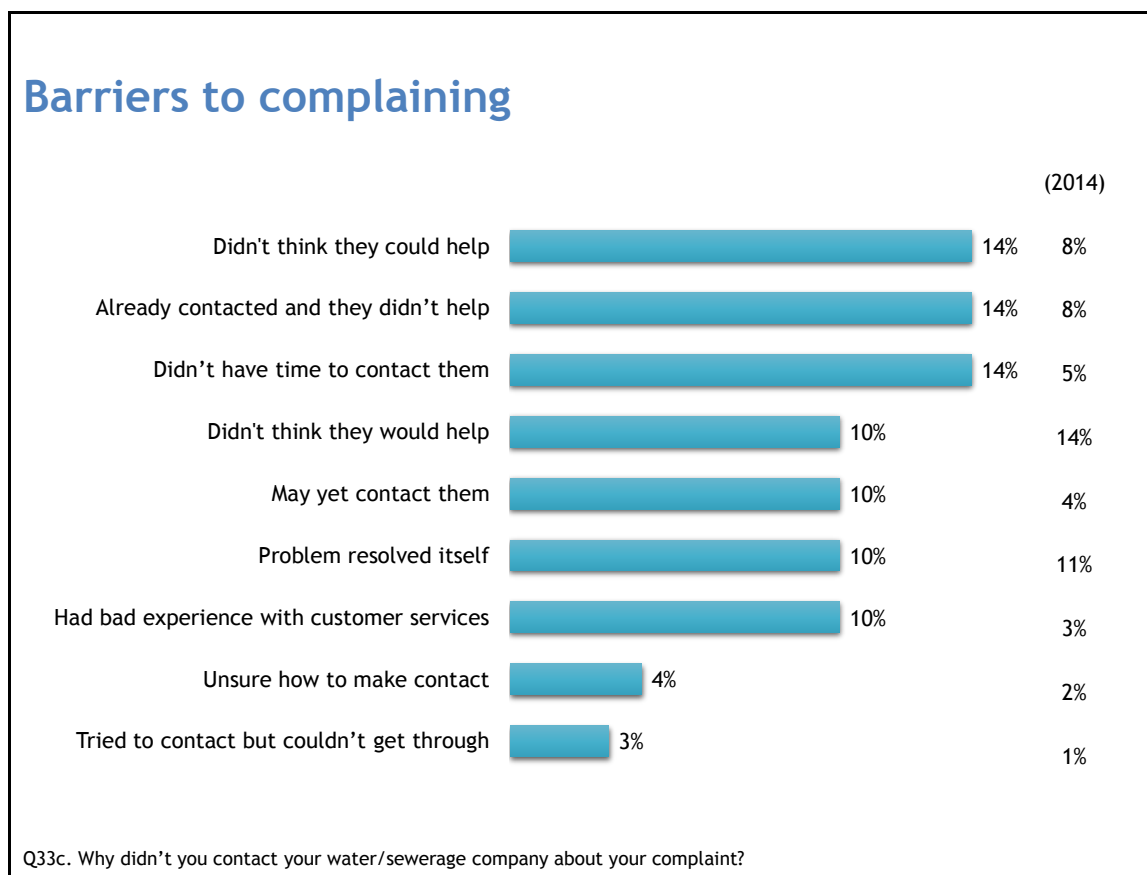 Barriers to complaining
(2014)
Didn't think they could help 14% 8%
Already contacted and they didn’t help 14% 8%
Didn’t have time to contact them 14% 5%
Didn't think they would help 10% 14%
May yet contact them 10% 4%
Problem resolved itself 10% 11%
Had bad experience with customer services 10% 3%
Unsure how to make contact 4% 2%
Tried to contact but couldn’t get through 3% 1%
Q33c. Why didn’t you contact your water/sewerage company about your complaint?